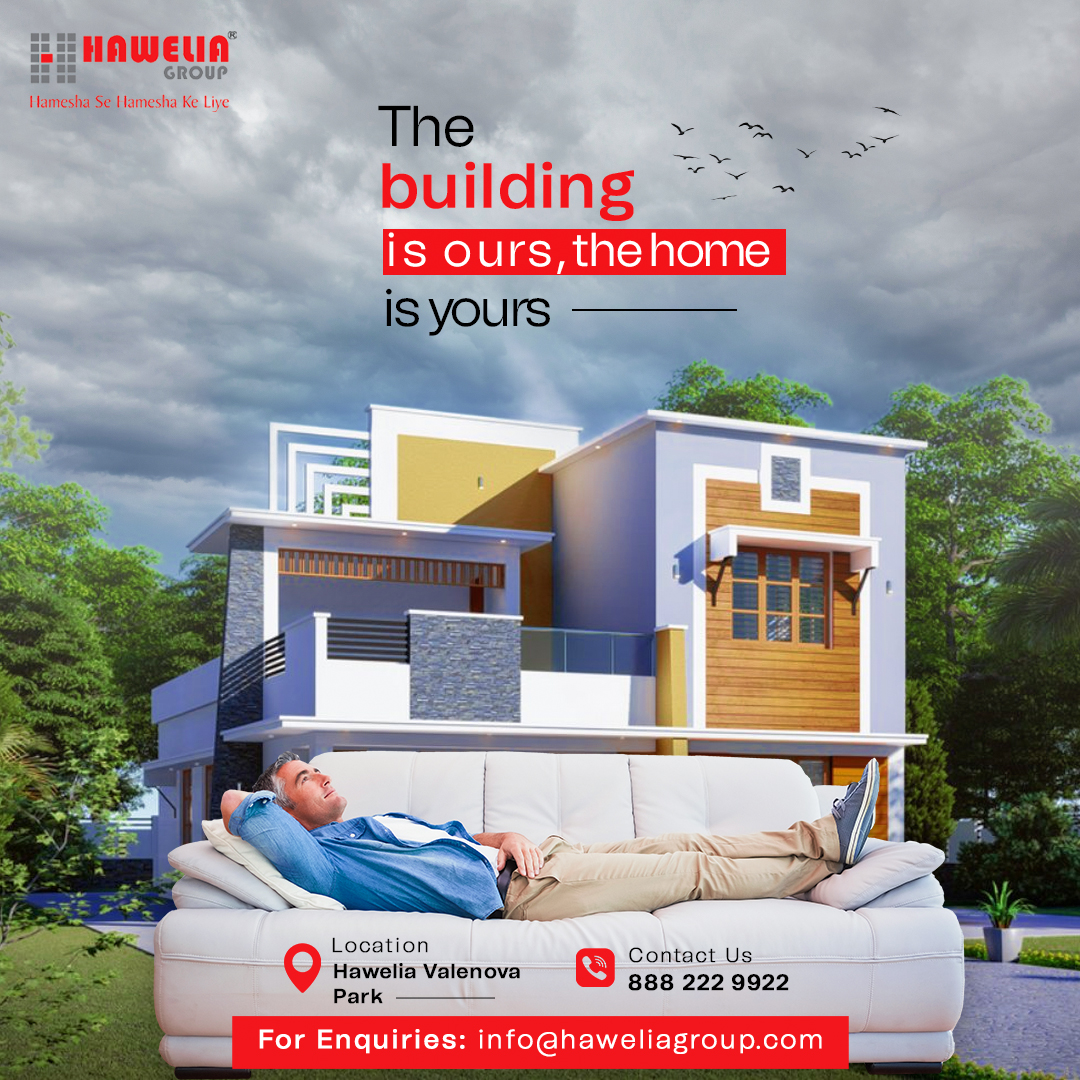 HAWELIA®
GROUP
Hamesha Se Hamesha Ke Liye
The
building
is ours, the home
is yours
Location
Hawelia Valenova
Park
Contact Us
888 222 9922
For Enquiries: info@haweliagroup.com